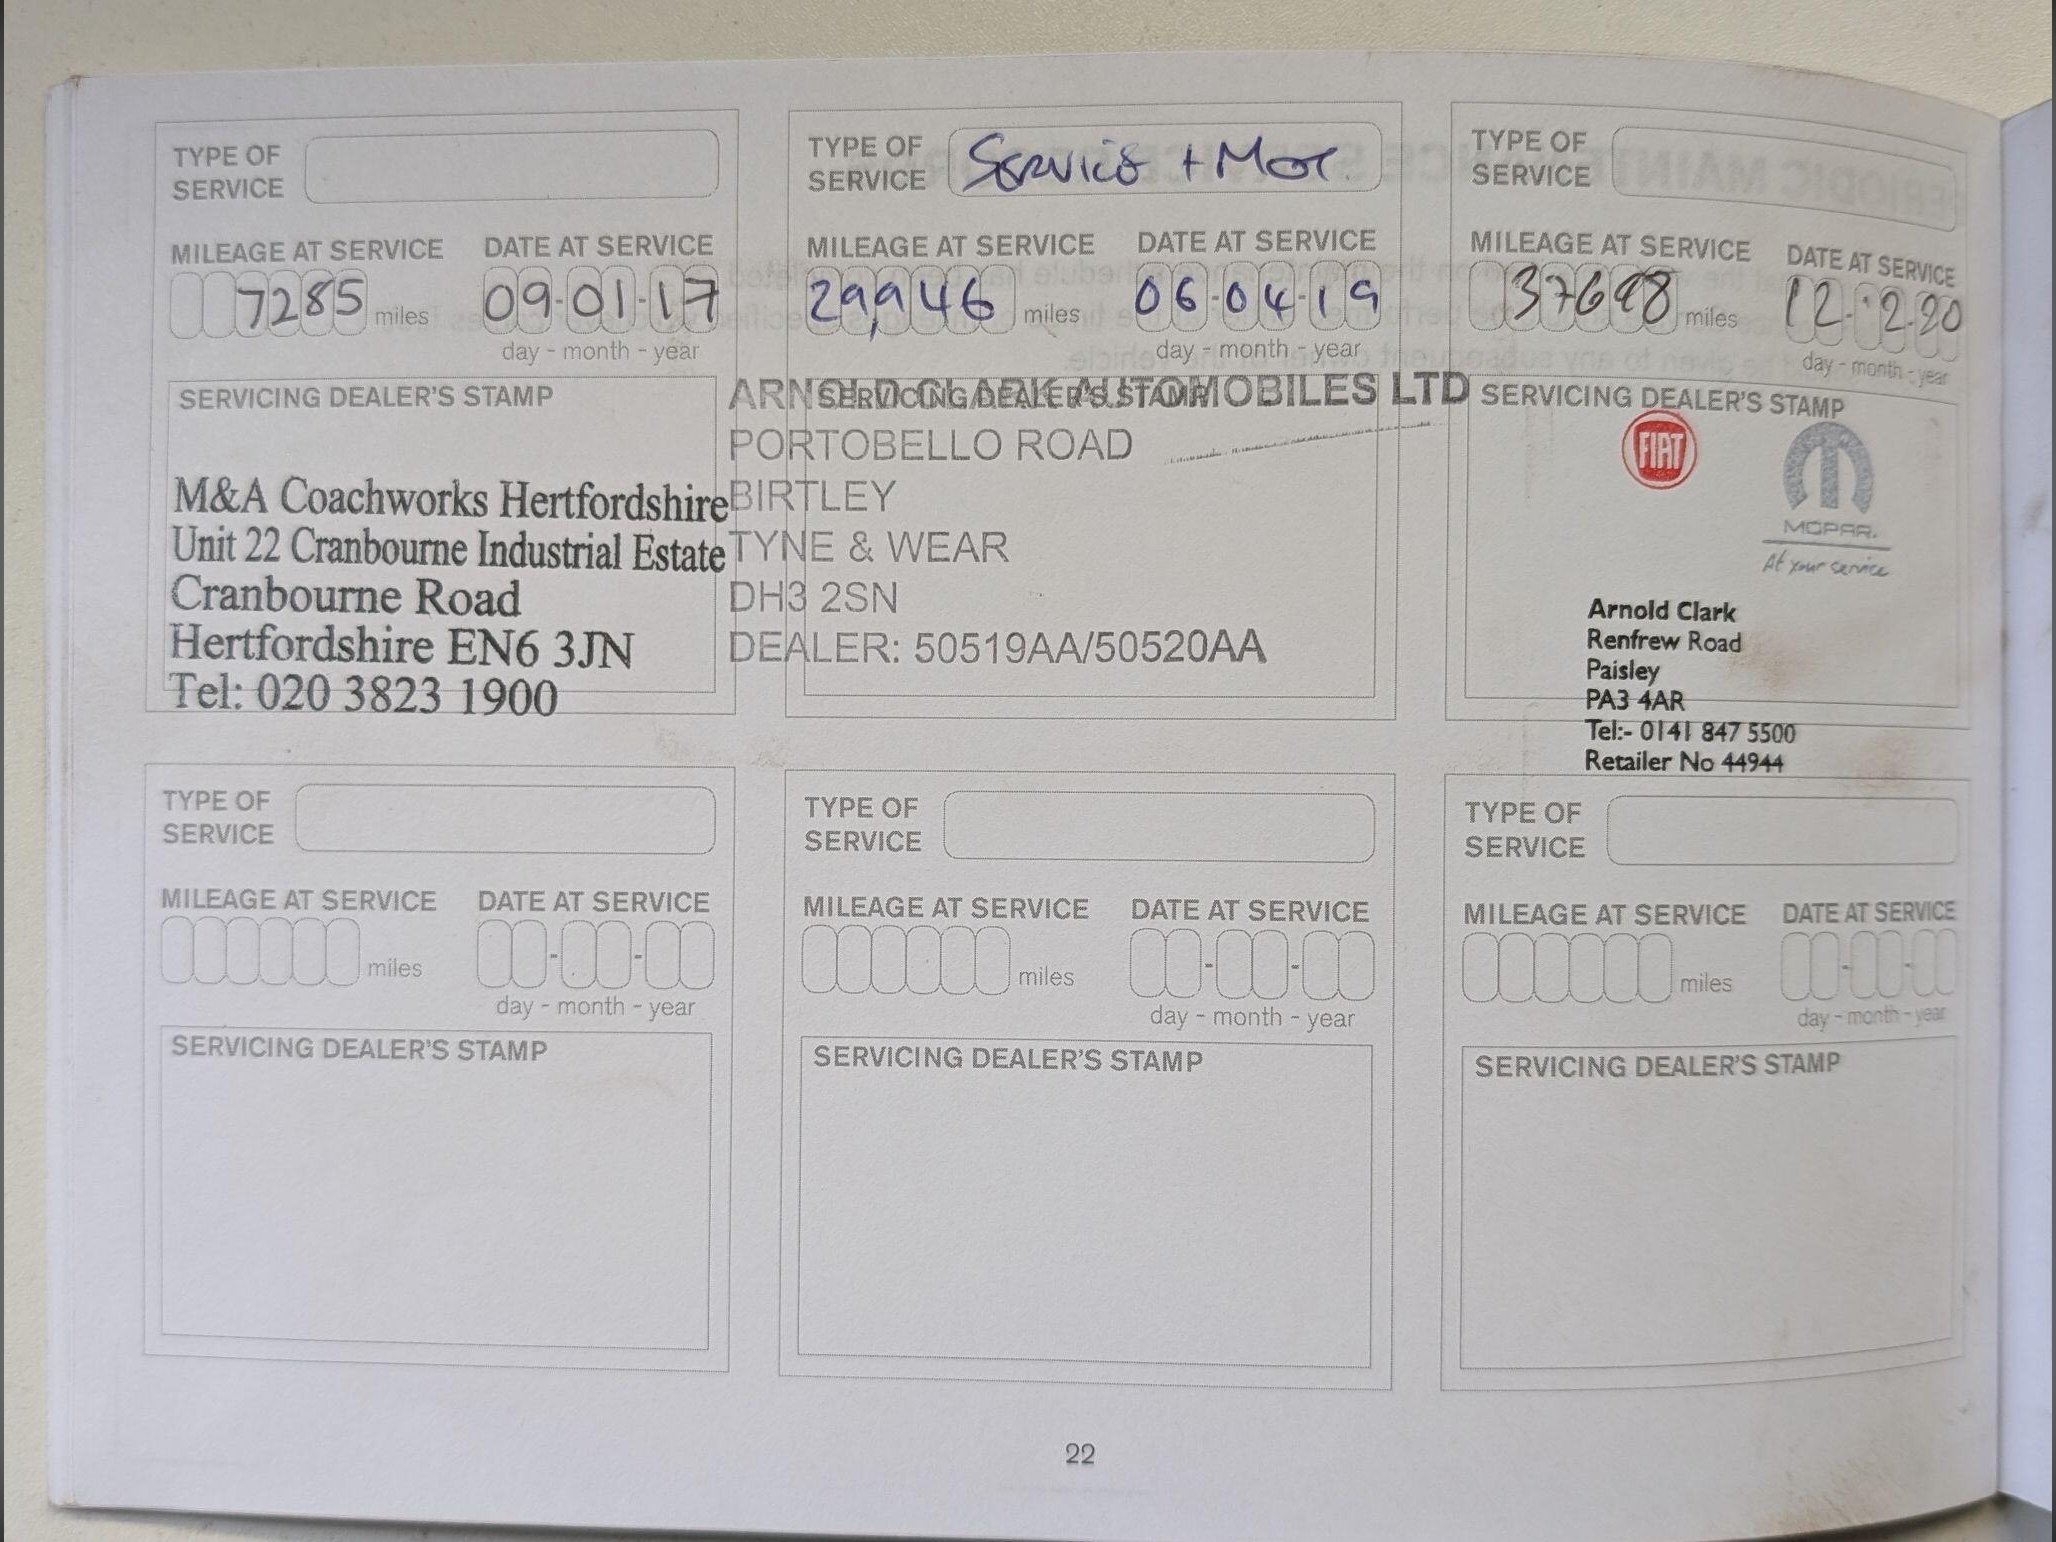 TYPE OF
SERVICE
MILEAGE AT SERVICE DATE AT SERVICE
7285 miles 09-01-17
day - month - year
SERVICING DEALER'S STAMP
M&A Coachworks Hertfordshire
Unit 22 Cranbourne Industrial Estate
Cranbourne Road
Hertfordshire EN6 3JN
Tel: 020 3823 1900
TYPE OF
SERVICE
Service + Mot.
MILEAGE AT SERVICE DATE AT SERVICE
29,946 miles 06-04-19
day - month - year
SERVICING DEALER'S STAMP
ARNOLD CLARK AUTOMOBILES LTD
PORTOBELLO ROAD
BIRTLEY
TYNE & WEAR
DH3 2SN
DEALER: 50519AA/50520AA
TYPE OF
SERVICE
MILEAGE AT SERVICE DATE AT SERVICE
37698 miles
day - month - year
SERVICING DEALER'S STAMP
FIAT
MOPAR.
At your service
Arnold Clark
Renfrew Road
Paisley
PA3 4AR
Tel:- 0141 847 5500
Retailer No 44944
TYPE OF
SERVICE
MILEAGE AT SERVICE DATE AT SERVICE
miles
day - month - year
SERVICING DEALER'S STAMP
TYPE OF
SERVICE
MILEAGE AT SERVICE DATE AT SERVICE
miles
day - month - year
SERVICING DEALER'S STAMP
TYPE OF
SERVICE
MILEAGE AT SERVICE DATE AT SERVICE
miles
day - month - year
SERVICING DEALER'S STAMP
22